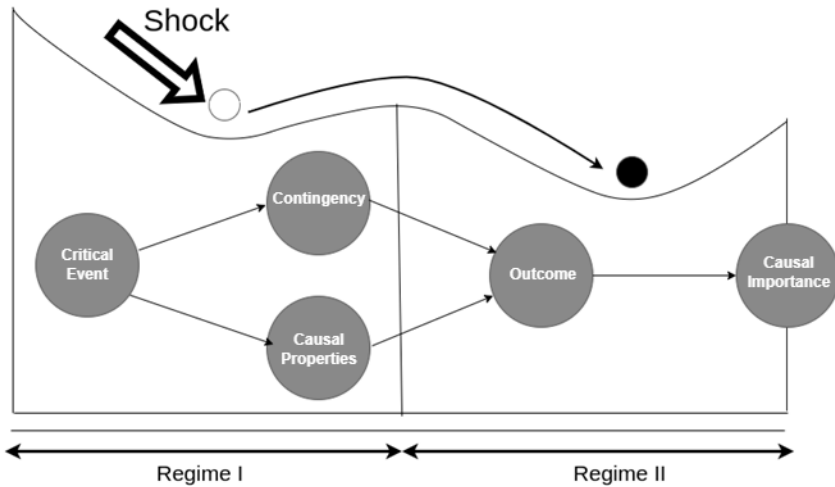 Shock
Contingency
Critical
Event
Outcome
Causal
Importance
Causal
Properties
Regime I
Regime II